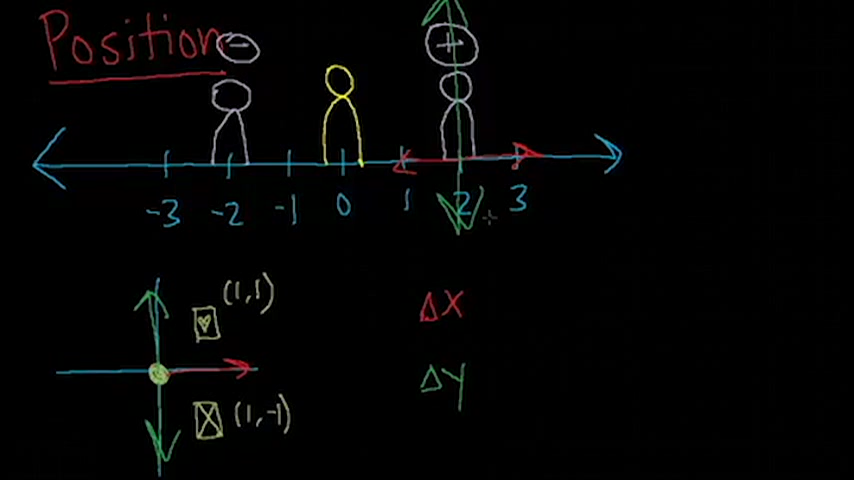 Position
- +
-3 -2 -1 0 1 2 3
(1,1)
ΔX
ΔY
(1,-1)